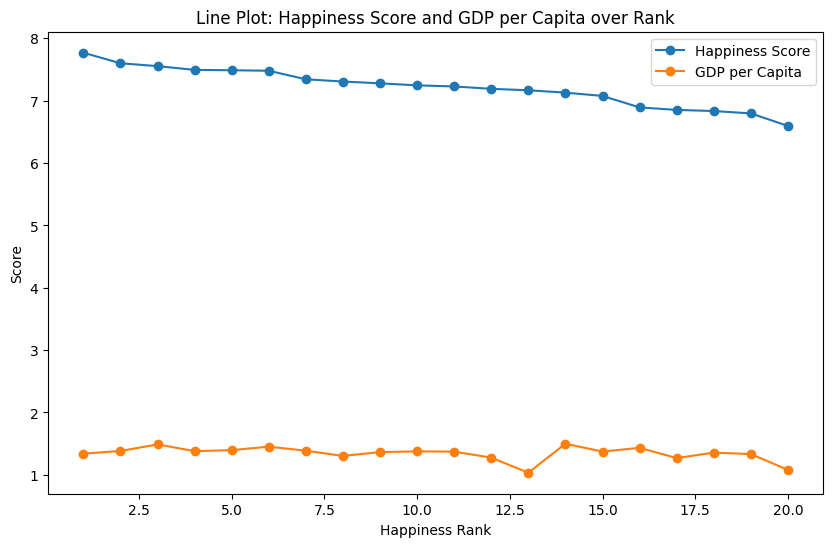 Line Plot: Happiness Score and GDP per Capita over Rank
Happiness Score
GDP per Capita
Score
8
7
6
5
4
3
2
1
2.5 5.0 7.5 10.0 12.5 15.0 17.5 20.0
Happiness Rank